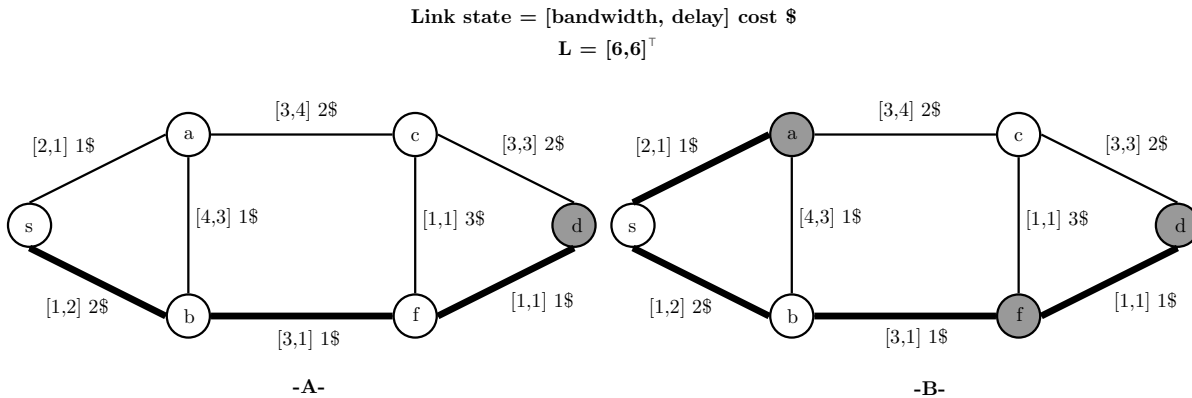 Link state = [bandwidth, delay] cost $
L = [6,6]⊤
[3,4] 2$
[3,4] 2$
a
c
a
c
[2,1] 1$
[3,3] 2$
[2,1] 1$
[3,3] 2$
s
[4,3] 1$
[1,1] 3$
d
s
[4,3] 1$
[1,1] 3$
d
[1,2] 2$
[1,1] 1$
[1,2] 2$
[1,1] 1$
b
f
b
f
[3,1] 1$
[3,1] 1$
-A-
-B-